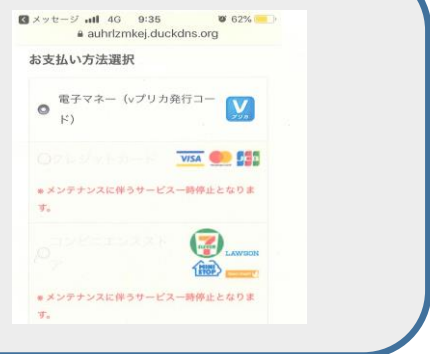 メッセージ 4G 9:35 62%
auhrlzmkej.duckdns.org
お支払い方法選択
電子マネー（vプリカ発行コー
ド）
V
プリカ
クレジットカード VISA JCB
※メンテナンスに伴うサービス一時停止となりま
す。
コンビニエンススト
ア
7
ELEVEN
LAWSON
MINI
STOP
※メンテナンスに伴うサービス一時停止となりま
す。